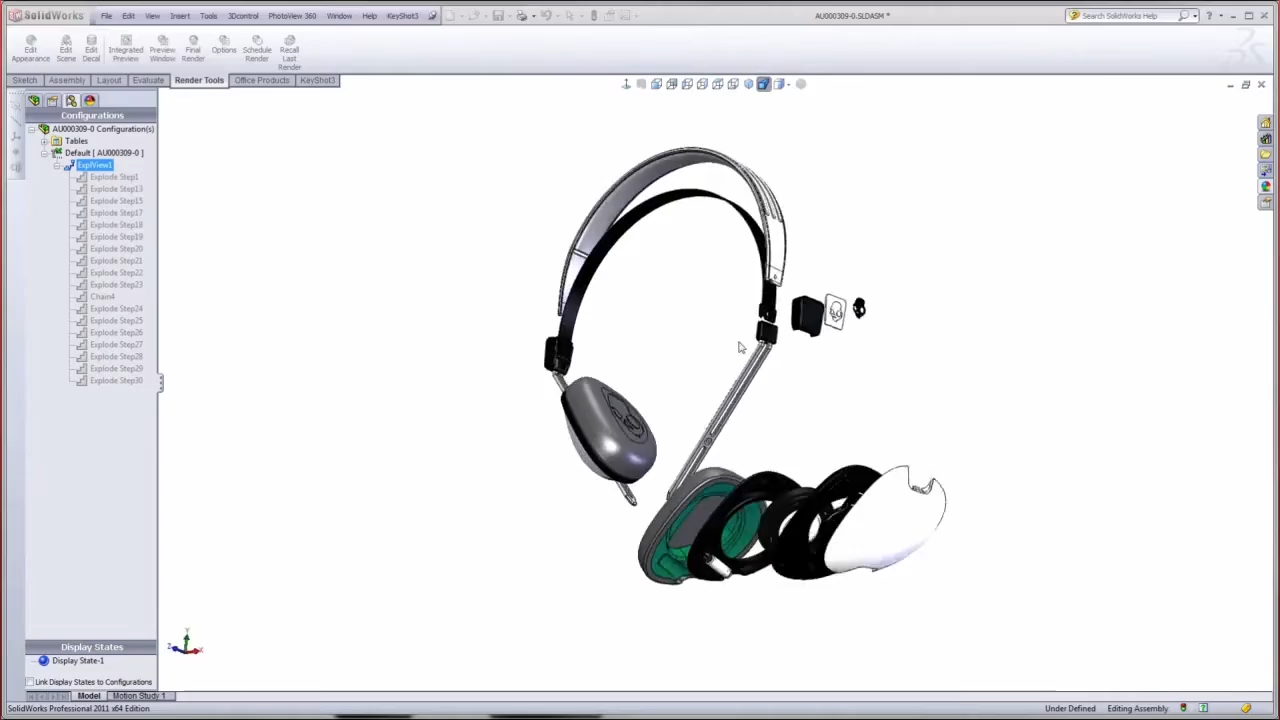 SolidWorks File Edit View Insert Tools 3Dcontrol PhotoView 360 Window Help KeyShot3 AU000309-0.SLDASM * Search SolidWorks Help
Edit Appearance Edit Scene Edit Decal Integrated Preview Preview Window Final Render Options Schedule Render Recall Last Render
Sketch Assembly Layout Evaluate Render Tools Office Products KeyShot3
Configurations
AU000309-0 Configuration(s)
Tables
Default [ AU000309-0 ]
ExplView1
Explode Step1
Explode Step13
Explode Step15
Explode Step17
Explode Step18
Explode Step19
Explode Step20
Explode Step21
Explode Step22
Explode Step23
Chain4
Explode Step24
Explode Step25
Explode Step26
Explode Step27
Explode Step28
Explode Step29
Explode Step30
Y
Z X
Display States
Display State-1
Link Display States to Configurations
Model Motion Study 1
SolidWorks Professional 2011 x64 Edition Under Defined Editing Assembly